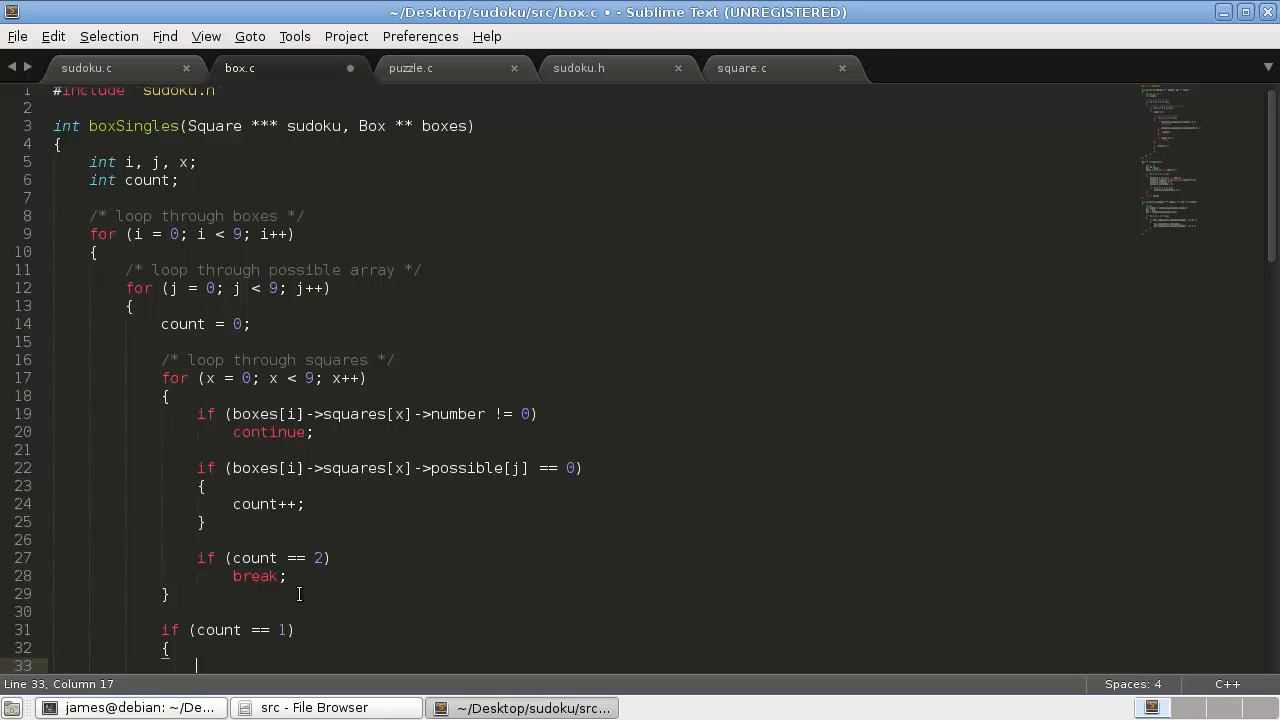 ~/Desktop/sudoku/src/box.c • - Sublime Text (UNREGISTERED)
File Edit Selection Find View Goto Tools Project Preferences Help
sudoku.c box.c puzzle.c sudoku.h square.c
1 #include "sudoku.h"
2
3 int boxSingles(Square *** sudoku, Box ** boxes)
4 {
5 int i, j, x;
6 int count;
7
8 /* loop through boxes */
9 for (i = 0; i < 9; i++)
10 {
11 /* loop through possible array */
12 for (j = 0; j < 9; j++)
13 {
14 count = 0;
15
16 /* loop through squares */
17 for (x = 0; x < 9; x++)
18 {
19 if (boxes[i]->squares[x]->number != 0)
20 continue;
21
22 if (boxes[i]->squares[x]->possible[j] == 0)
23 {
24 count++;
25 }
26
27 if (count == 2)
28 break;
29 }
30
31 if (count == 1)
32 {
33
Line 33, Column 17 Spaces: 4 C++
james@debian: ~/De... src - File Browser ~/Desktop/sudoku/src...